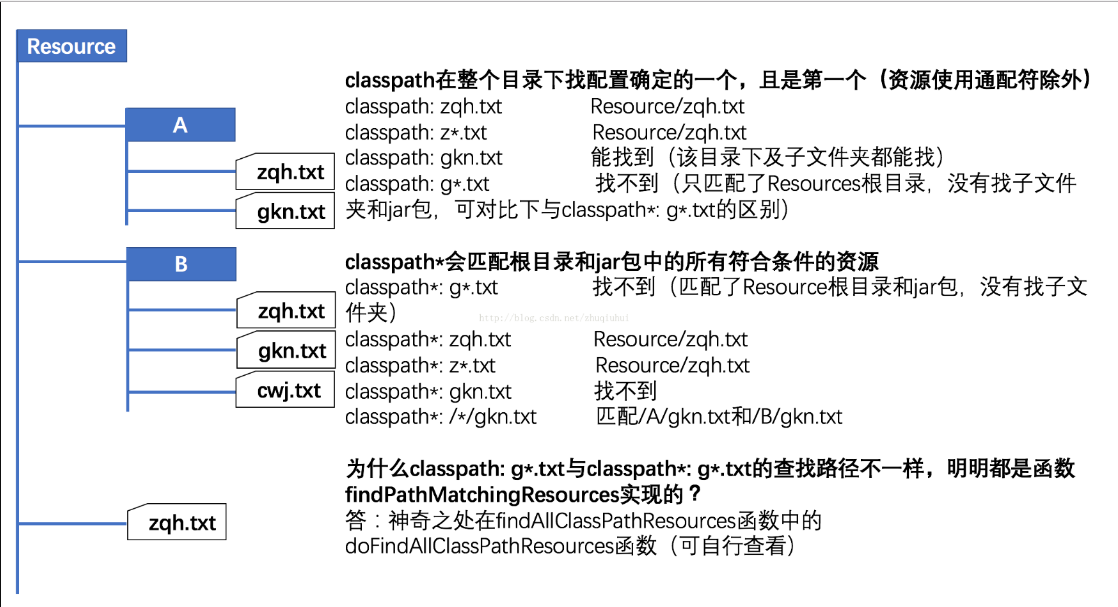 Resource
A
zqh.txt
gkn.txt
B
zqh.txt
gkn.txt
cwj.txt
zqh.txt
classpath在整个目录下找配置确定的一个，且是第一个（资源使用通配符除外）
classpath: zqh.txt Resource/zqh.txt
classpath: z*.txt Resource/zqh.txt
classpath: gkn.txt 能找到（该目录下及子文件夹都能找）
classpath: g*.txt 找不到（只匹配了Resources根目录，没有找子文件
夹和jar包，可对比下与classpath*: g*.txt的区别）
classpath*会匹配根目录和jar包中的所有符合条件的资源
classpath*: g*.txt 找不到（匹配了Resource根目录和jar包，没有找子文
件夹）
http://blog.csdn.net/zhuqiuhui
classpath*: zqh.txt Resource/zqh.txt
classpath*: z*.txt Resource/zqh.txt
classpath*: gkn.txt 找不到
classpath*: /*/gkn.txt 匹配/A/gkn.txt和/B/gkn.txt
为什么classpath: g*.txt与classpath*: g*.txt的查找路径不一样，明明都是函数
findPathMatchingResources实现的？
答：神奇之处在findAllClassPathResources函数中的
doFindAllClassPathResources函数（可自行查看）